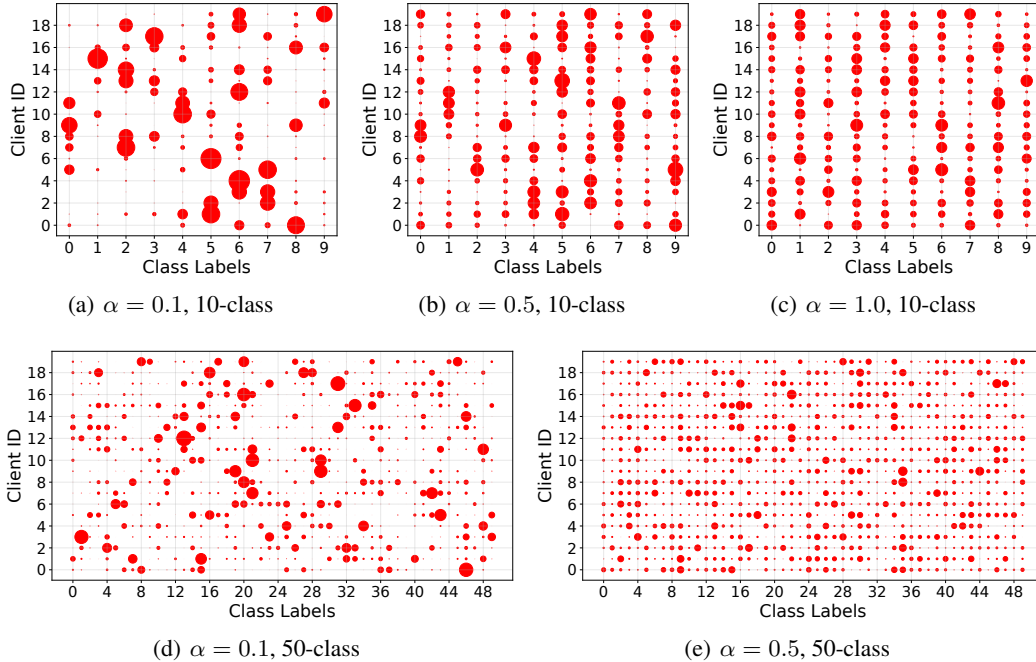 Client ID
18
16
14
12
10
8
6
4
2
0
0 1 2 3 4 5 6 7 8 9
Class Labels
(a) α = 0.1, 10-class
Client ID
18
16
14
12
10
8
6
4
2
0
0 1 2 3 4 5 6 7 8 9
Class Labels
(b) α = 0.5, 10-class
Client ID
18
16
14
12
10
8
6
4
2
0
0 1 2 3 4 5 6 7 8 9
Class Labels
(c) α = 1.0, 10-class
Client ID
18
16
14
12
10
8
6
4
2
0
0 4 8 12 16 20 24 28 32 36 40 44 48
Class Labels
(d) α = 0.1, 50-class
Client ID
18
16
14
12
10
8
6
4
2
0
0 4 8 12 16 20 24 28 32 36 40 44 48
Class Labels
(e) α = 0.5, 50-class